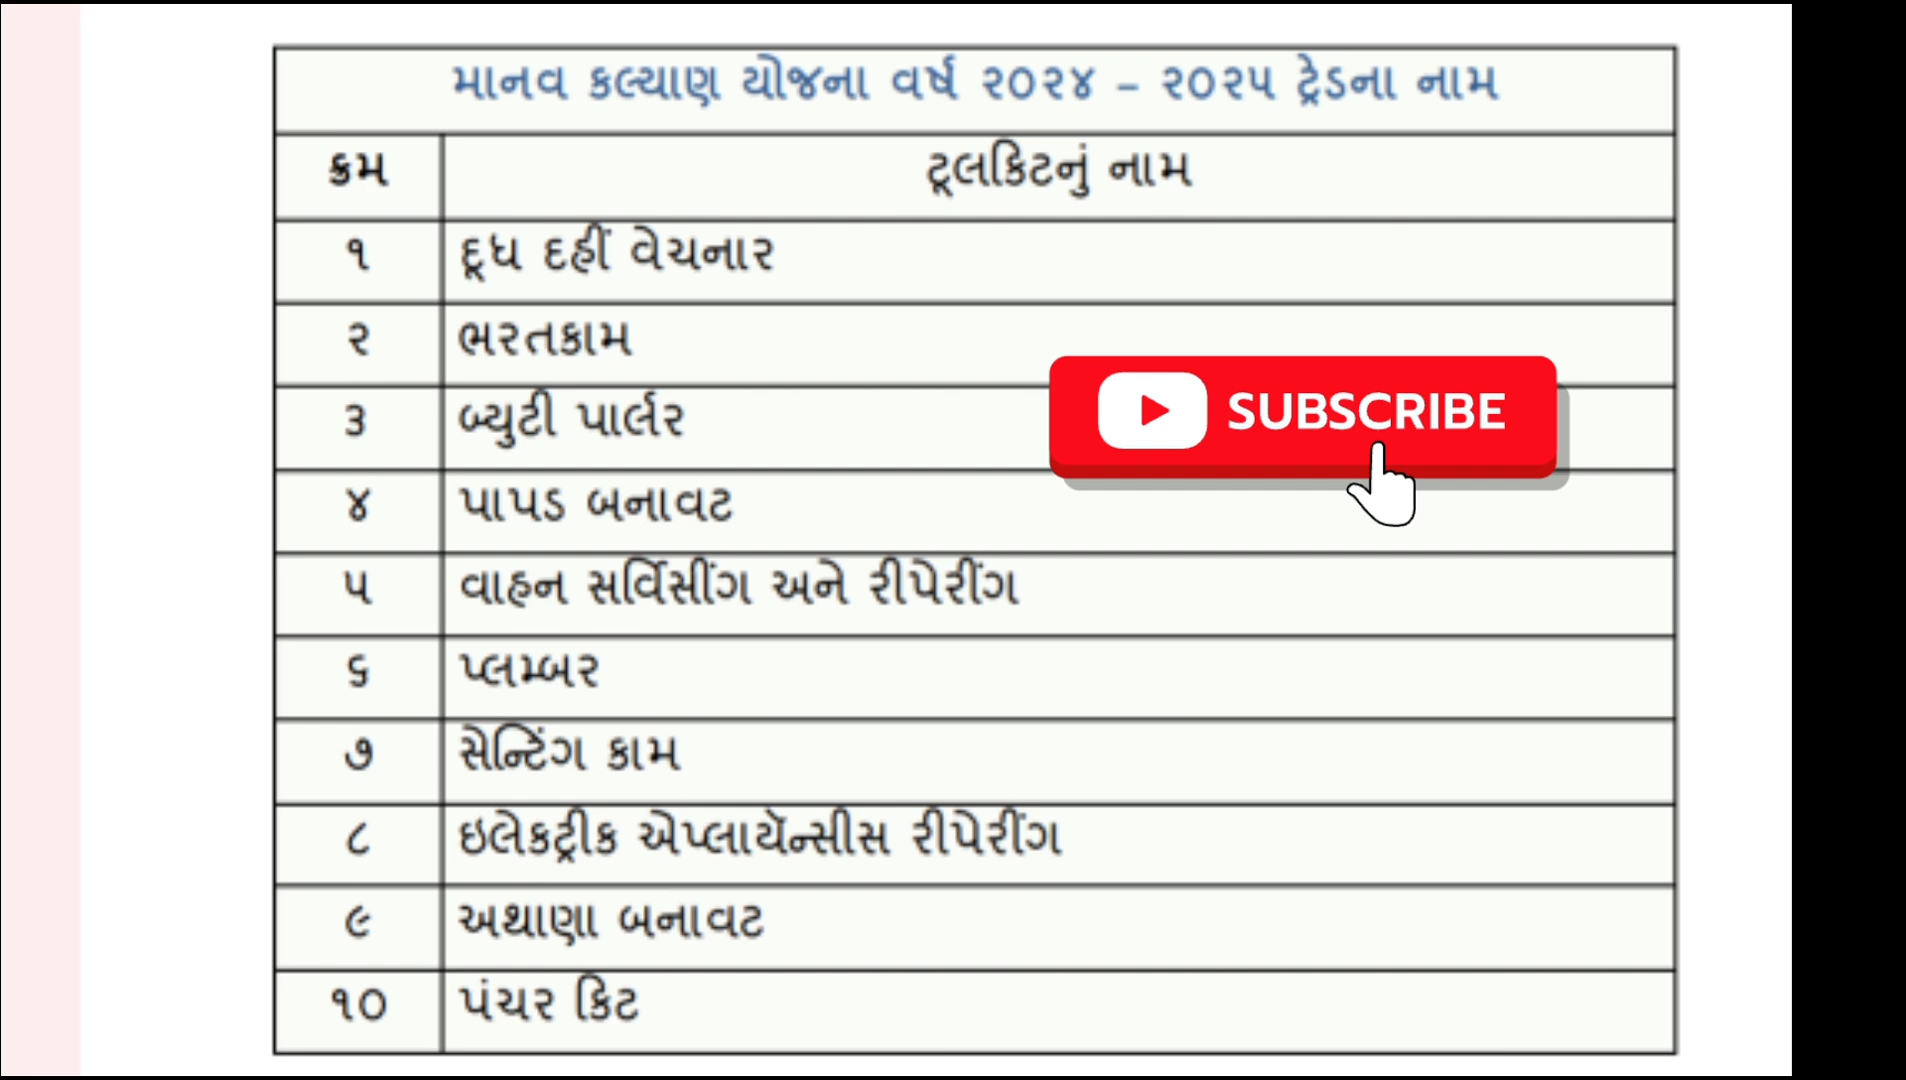 માનવ કલ્યાણ યોજના વર્ષ ૨૦૨૪ – ૨૦૨૫ ટ્રેડના નામ
ક્રમ ટૂલકિટનું નામ
૧ દૂધ દહીં વેચનાર
૨ ભરતકામ
૩ બ્યુટી પાર્લર
SUBSCRIBE
૪ પાપડ બનાવટ
૫ વાહન સર્વિસીંગ અને રીપેરીંગ
૬ પ્લમ્બર
૭ સેન્ટિંગ કામ
૮ ઇલેકટ્રીક એપ્લાયૅન્સીસ રીપેરીંગ
૯ અથાણા બનાવટ
૧૦ પંચર કિટ